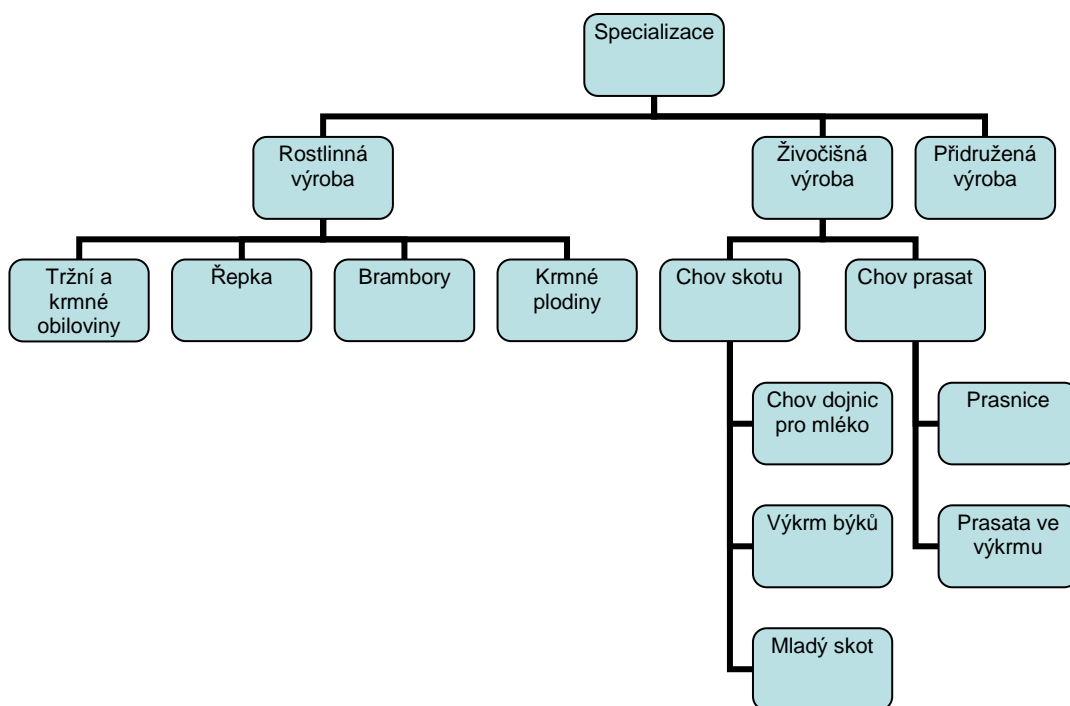 Specializace
Rostlinná
výroba
Živočišná
výroba
Přidružená
výroba
Tržní a
krmné
obiloviny
Řepka
Brambory
Krmné
plodiny
Chov skotu
Chov prasat
Chov dojnic
pro mléko
Prasnice
Výkrm býků
Prasata ve
výkrmu
Mladý skot